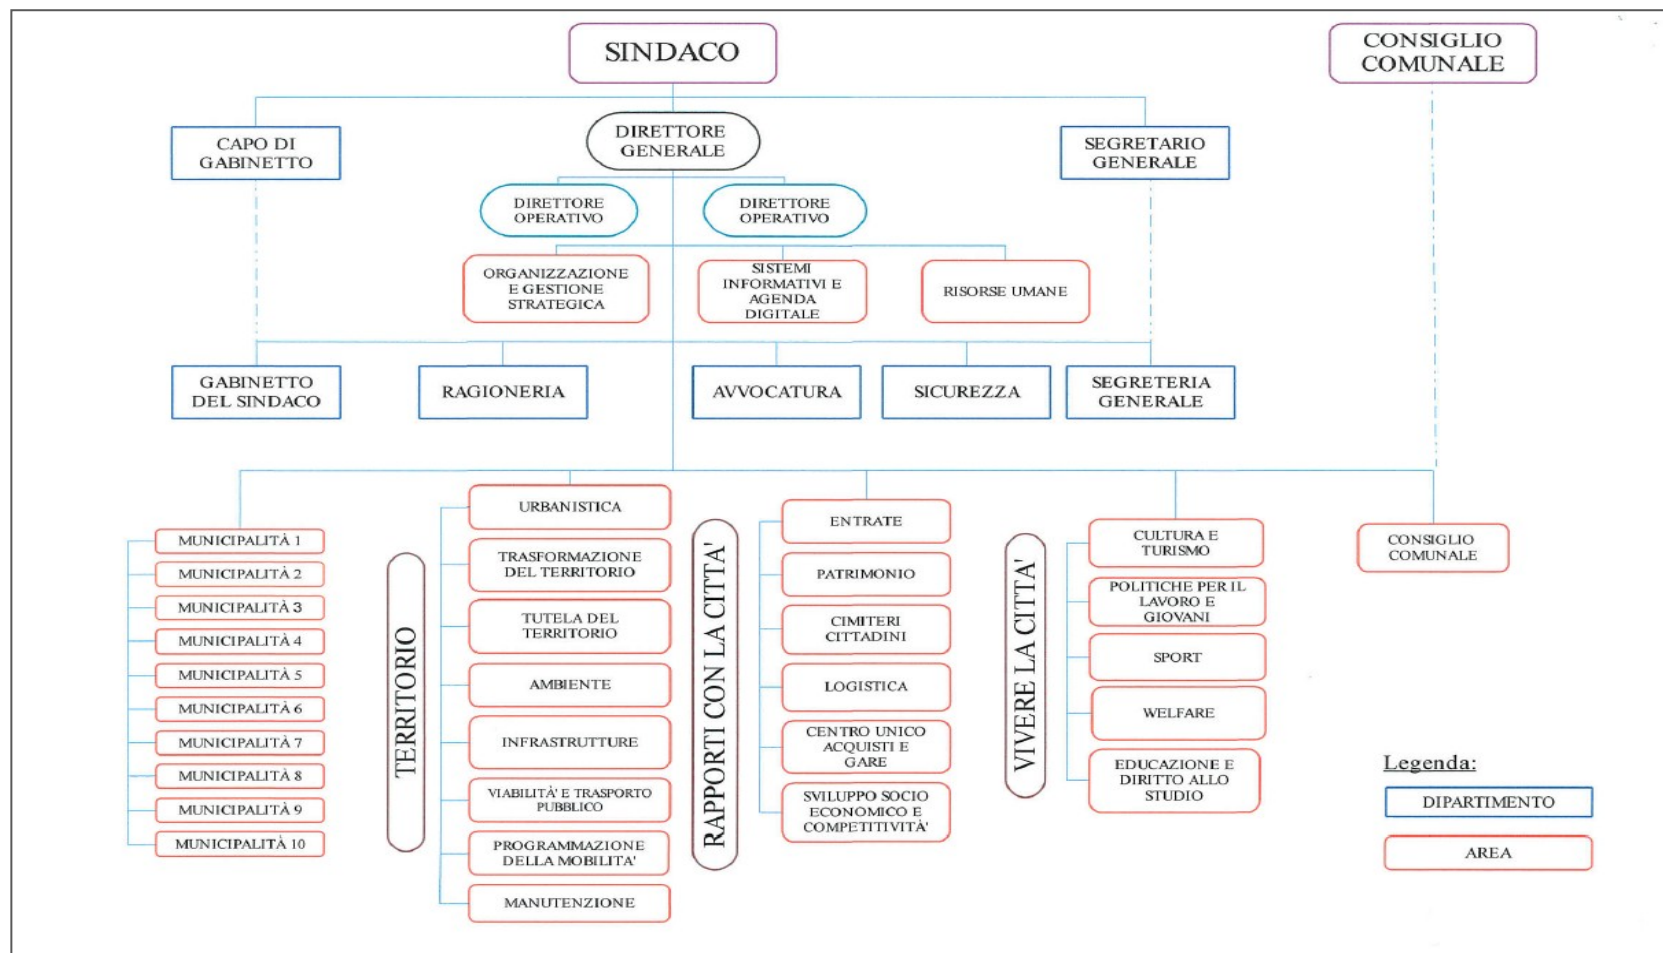 SINDACO
CONSIGLIO
COMUNALE
CAPO DI
GABINETTO
DIRETTORE
GENERALE
SEGRETARIO
GENERALE
DIRETTORE
OPERATIVO
DIRETTORE
OPERATIVO
ORGANIZZAZIONE
E GESTIONE
STRATEGICA
SISTEMI
INFORMATIVI E
AGENDA
DIGITALE
RISORSE UMANE
GABINETTO
DEL SINDACO
RAGIONERIA
AVVOCATURA
SICUREZZA
SEGRETERIA
GENERALE
MUNICIPALITÀ 1
MUNICIPALITÀ 2
MUNICIPALITÀ 3
MUNICIPALITÀ 4
MUNICIPALITÀ 5
MUNICIPALITÀ 6
MUNICIPALITÀ 7
MUNICIPALITÀ 8
MUNICIPALITÀ 9
MUNICIPALITÀ 10
TERRITORIO
URBANISTICA
TRASFORMAZIONE
DEL TERRITORIO
TUTELA DEL
TERRITORIO
AMBIENTE
INFRASTRUTTURE
VIABILITA' E TRASPORTO
PUBBLICO
PROGRAMMAZIONE
DELLA MOBILITA'
MANUTENZIONE
RAPPORTI CON LA CITTA'
ENTRATE
PATRIMONIO
CIMITERI
CITTADINI
LOGISTICA
CENTRO UNICO
ACQUISTI E
GARE
SVILUPPO SOCIO
ECONOMICO E
COMPETITIVITA'
VIVERE LA CITTA'
CULTURA E
TURISMO
POLITICHE PER IL
LAVORO E
GIOVANI
SPORT
WELFARE
EDUCAZIONE E
DIRITTO ALLO
STUDIO
CONSIGLIO
COMUNALE
Legenda:
DIPARTIMENTO
AREA